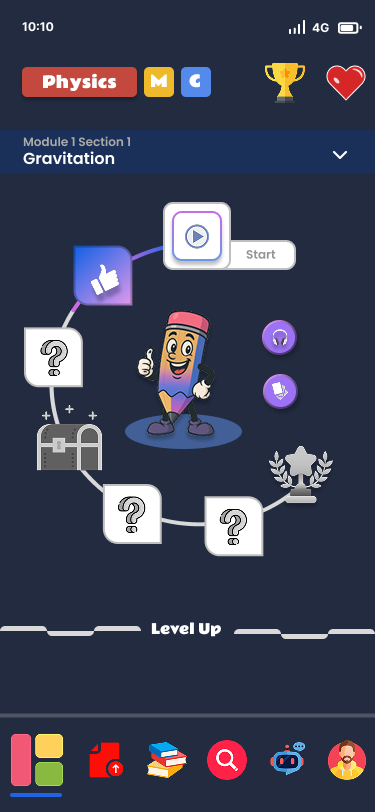 10:10
4G
Physics
M
C
Module 1 Section 1
Gravitation
Start
?
?
?
Level Up